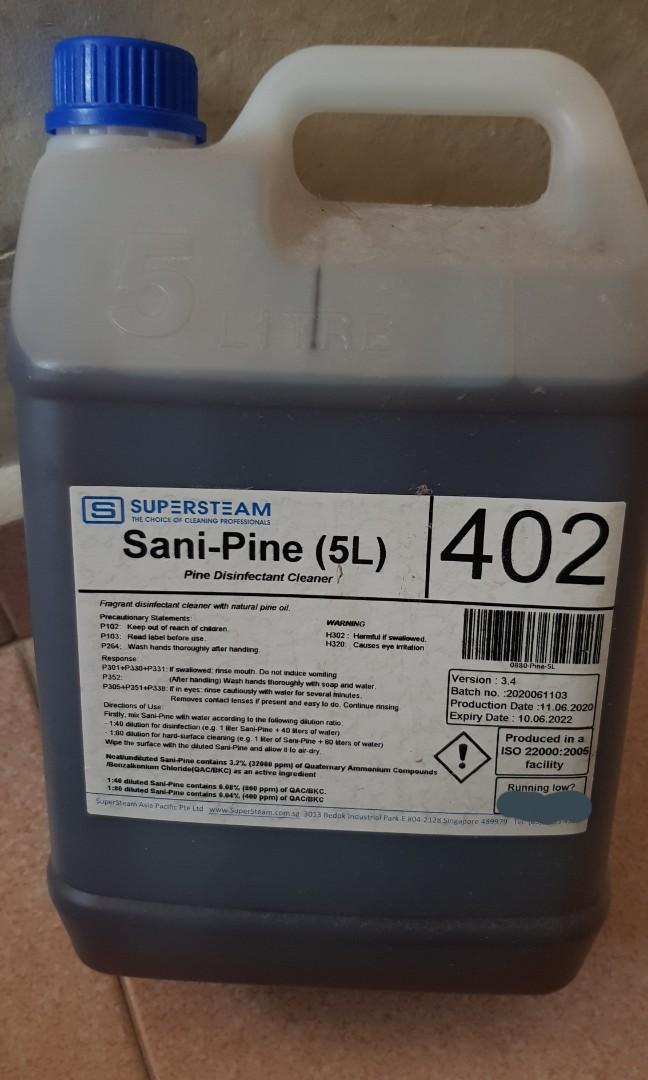 5
LITRE
SUPERSTEAM
THE CHOICE OF CLEANING PROFESSIONALS
Sani-Pine (5L)
Pine Disinfectant Cleaner
402
Fragrant disinfectant cleaner with natural pine oil.
Precautionary Statements:
P102: Keep out of reach of children.
P103: Read label before use.
P264: Wash hands thoroughly after handling.
WARNING
H302 : Harmful if swallowed.
H320: Causes eye irritation
Response
P301+P330+P331: If swallowed: rinse mouth. Do not induce vomiting
P352: (After handling) Wash hands thoroughly with soap and water.
P305+P351+P338: If in eyes: rinse cautiously with water for several minutes.
Removes contact lenses if present and easy to do. Continue rinsing
Directions of Use:
Firstly, mix Sani-Pine with water according to the following dilution ratio:
- 1:40 dilution for disinfection (e.g. 1 liter Sani-Pine + 40 liters of water)
- 1:80 dilution for hard-surface cleaning (e.g. 1 liter of Sani-Pine + 80 liters of water)
Wipe the surface with the diluted Sani-Pine and allow it to air-dry.
Neat/undiluted Sani-Pine contains 3.2% (32000 ppm) of Quaternary Ammonium Compounds
/Benzalkonium Chloride(QAC/BKC) as an active ingredient
1:40 diluted Sani-Pine contains 0.08% (800 ppm) of QAC/BKC.
1:80 diluted Sani-Pine contains 0.04% (400 ppm) of QAC/BKC
0880-Pine-5L
Version : 3.4
Batch no. :2020061103
Production Date :11.06.2020
Expiry Date : 10.06.2022
Produced in a
ISO 22000:2005
facility
Running low?
SuperSteam Asia Pacific Pte Ltd www.SuperSteam.com.sg 3013 Bedok Industrial Park E #04-2128 Singapore 489979 Tel: